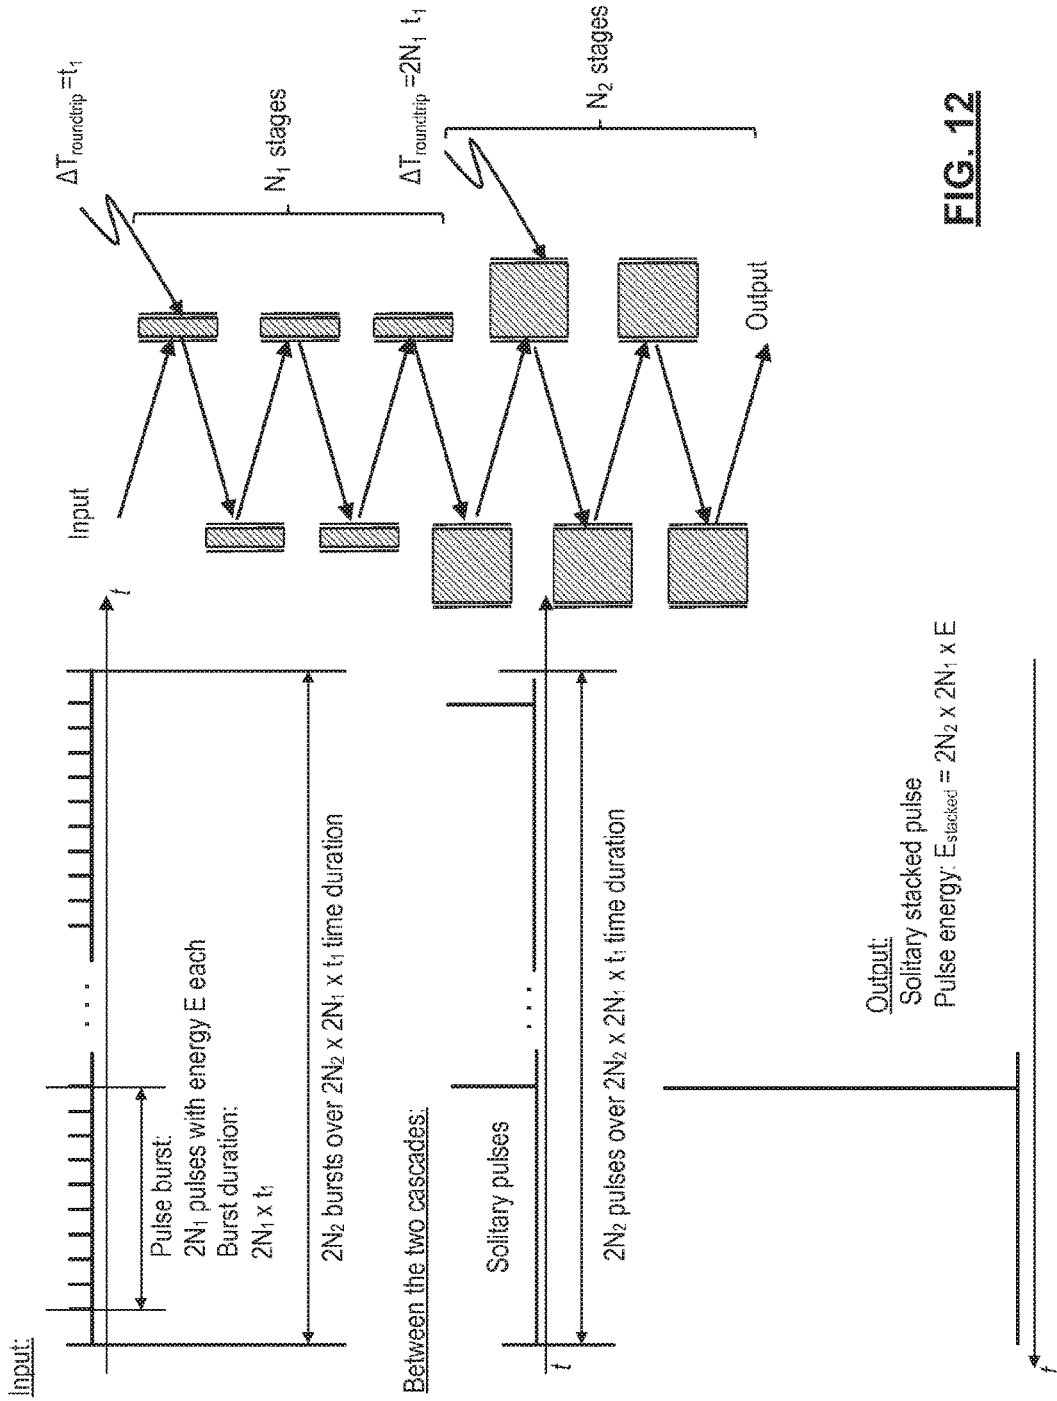 Input:
t
Pulse burst:
2N₁ pulses with energy E each
Burst duration:
2N₁ x t₁
2N₂ bursts over 2N₂ x 2N₁ x t₁ time duration
Between the two cascades:
Solitary pulses
t
2N₂ pulses over 2N₂ x 2N₁ x t₁ time duration
Output:
Solitary stacked pulse
Pulse energy: Estacked = 2N₂ x 2N₁ x E
t
Input
ΔTroundtrip=t₁
N₁ stages
ΔTroundtrip=2N₁ t₁
N₂ stages
Output
FIG. 12